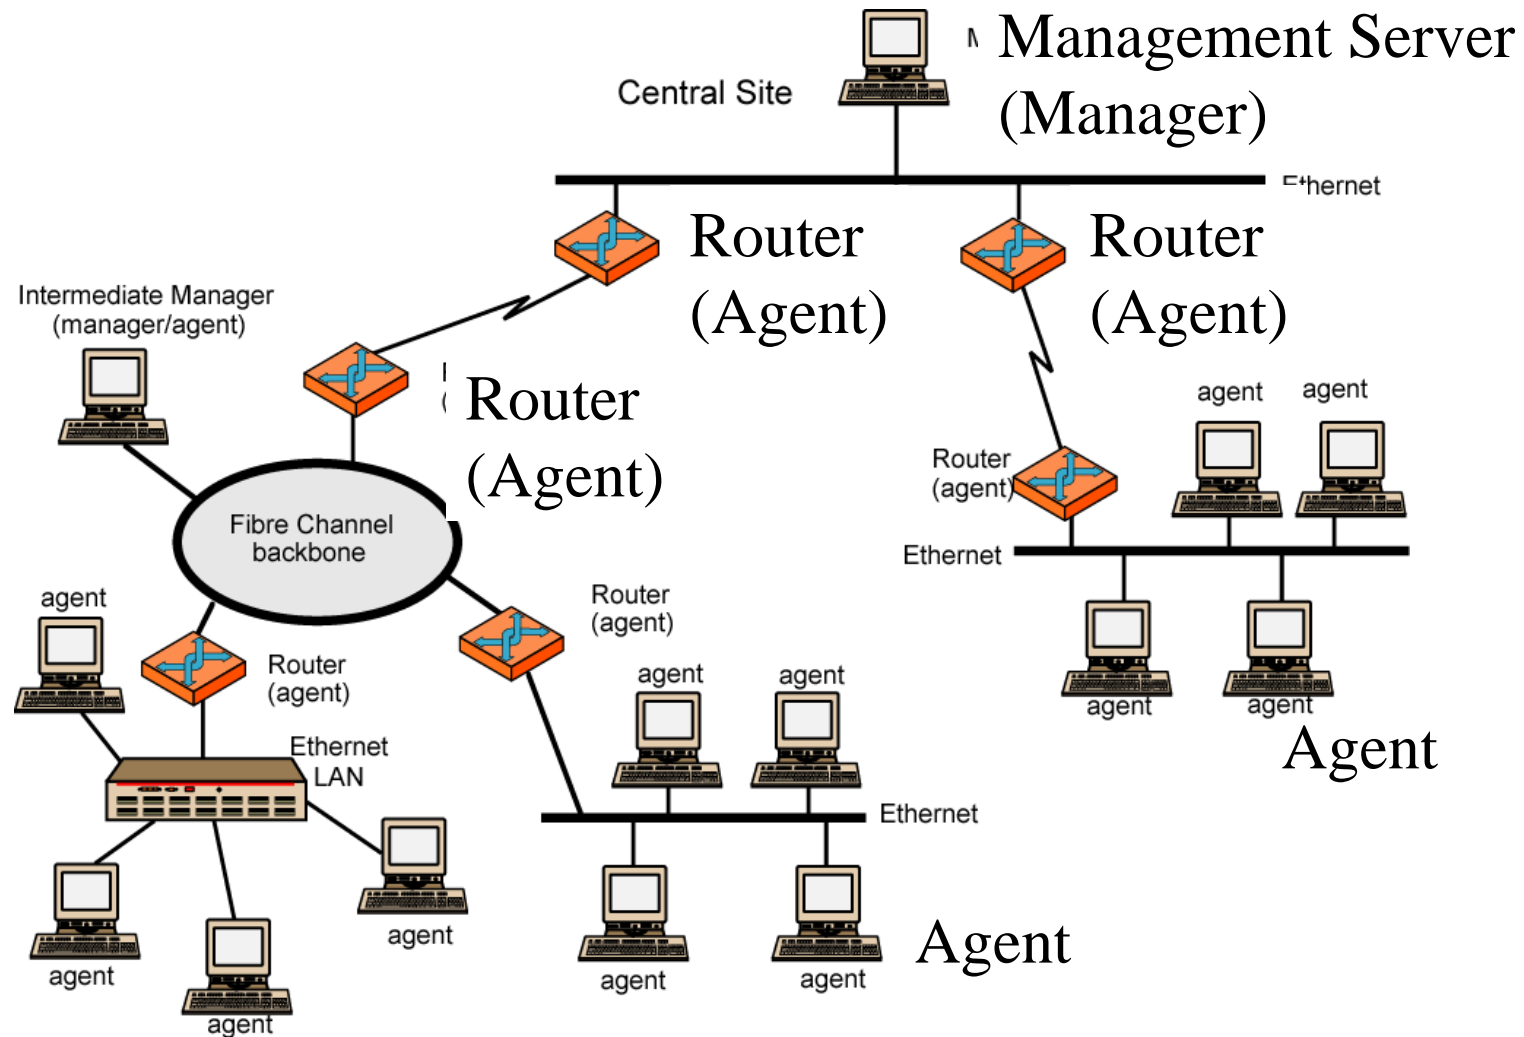 Management Server
(Manager)
Central Site
Ethernet
Router
(Agent)
Router
(Agent)
Intermediate Manager
(manager/agent)
Router
(Agent)
agent
agent
Router
(agent)
Fibre Channel
backbone
Ethernet
agent
Router
(agent)
Router
(agent)
agent
agent
agent
agent
Agent
Ethernet
LAN
Ethernet
agent
agent
agent
agent
agent
Agent